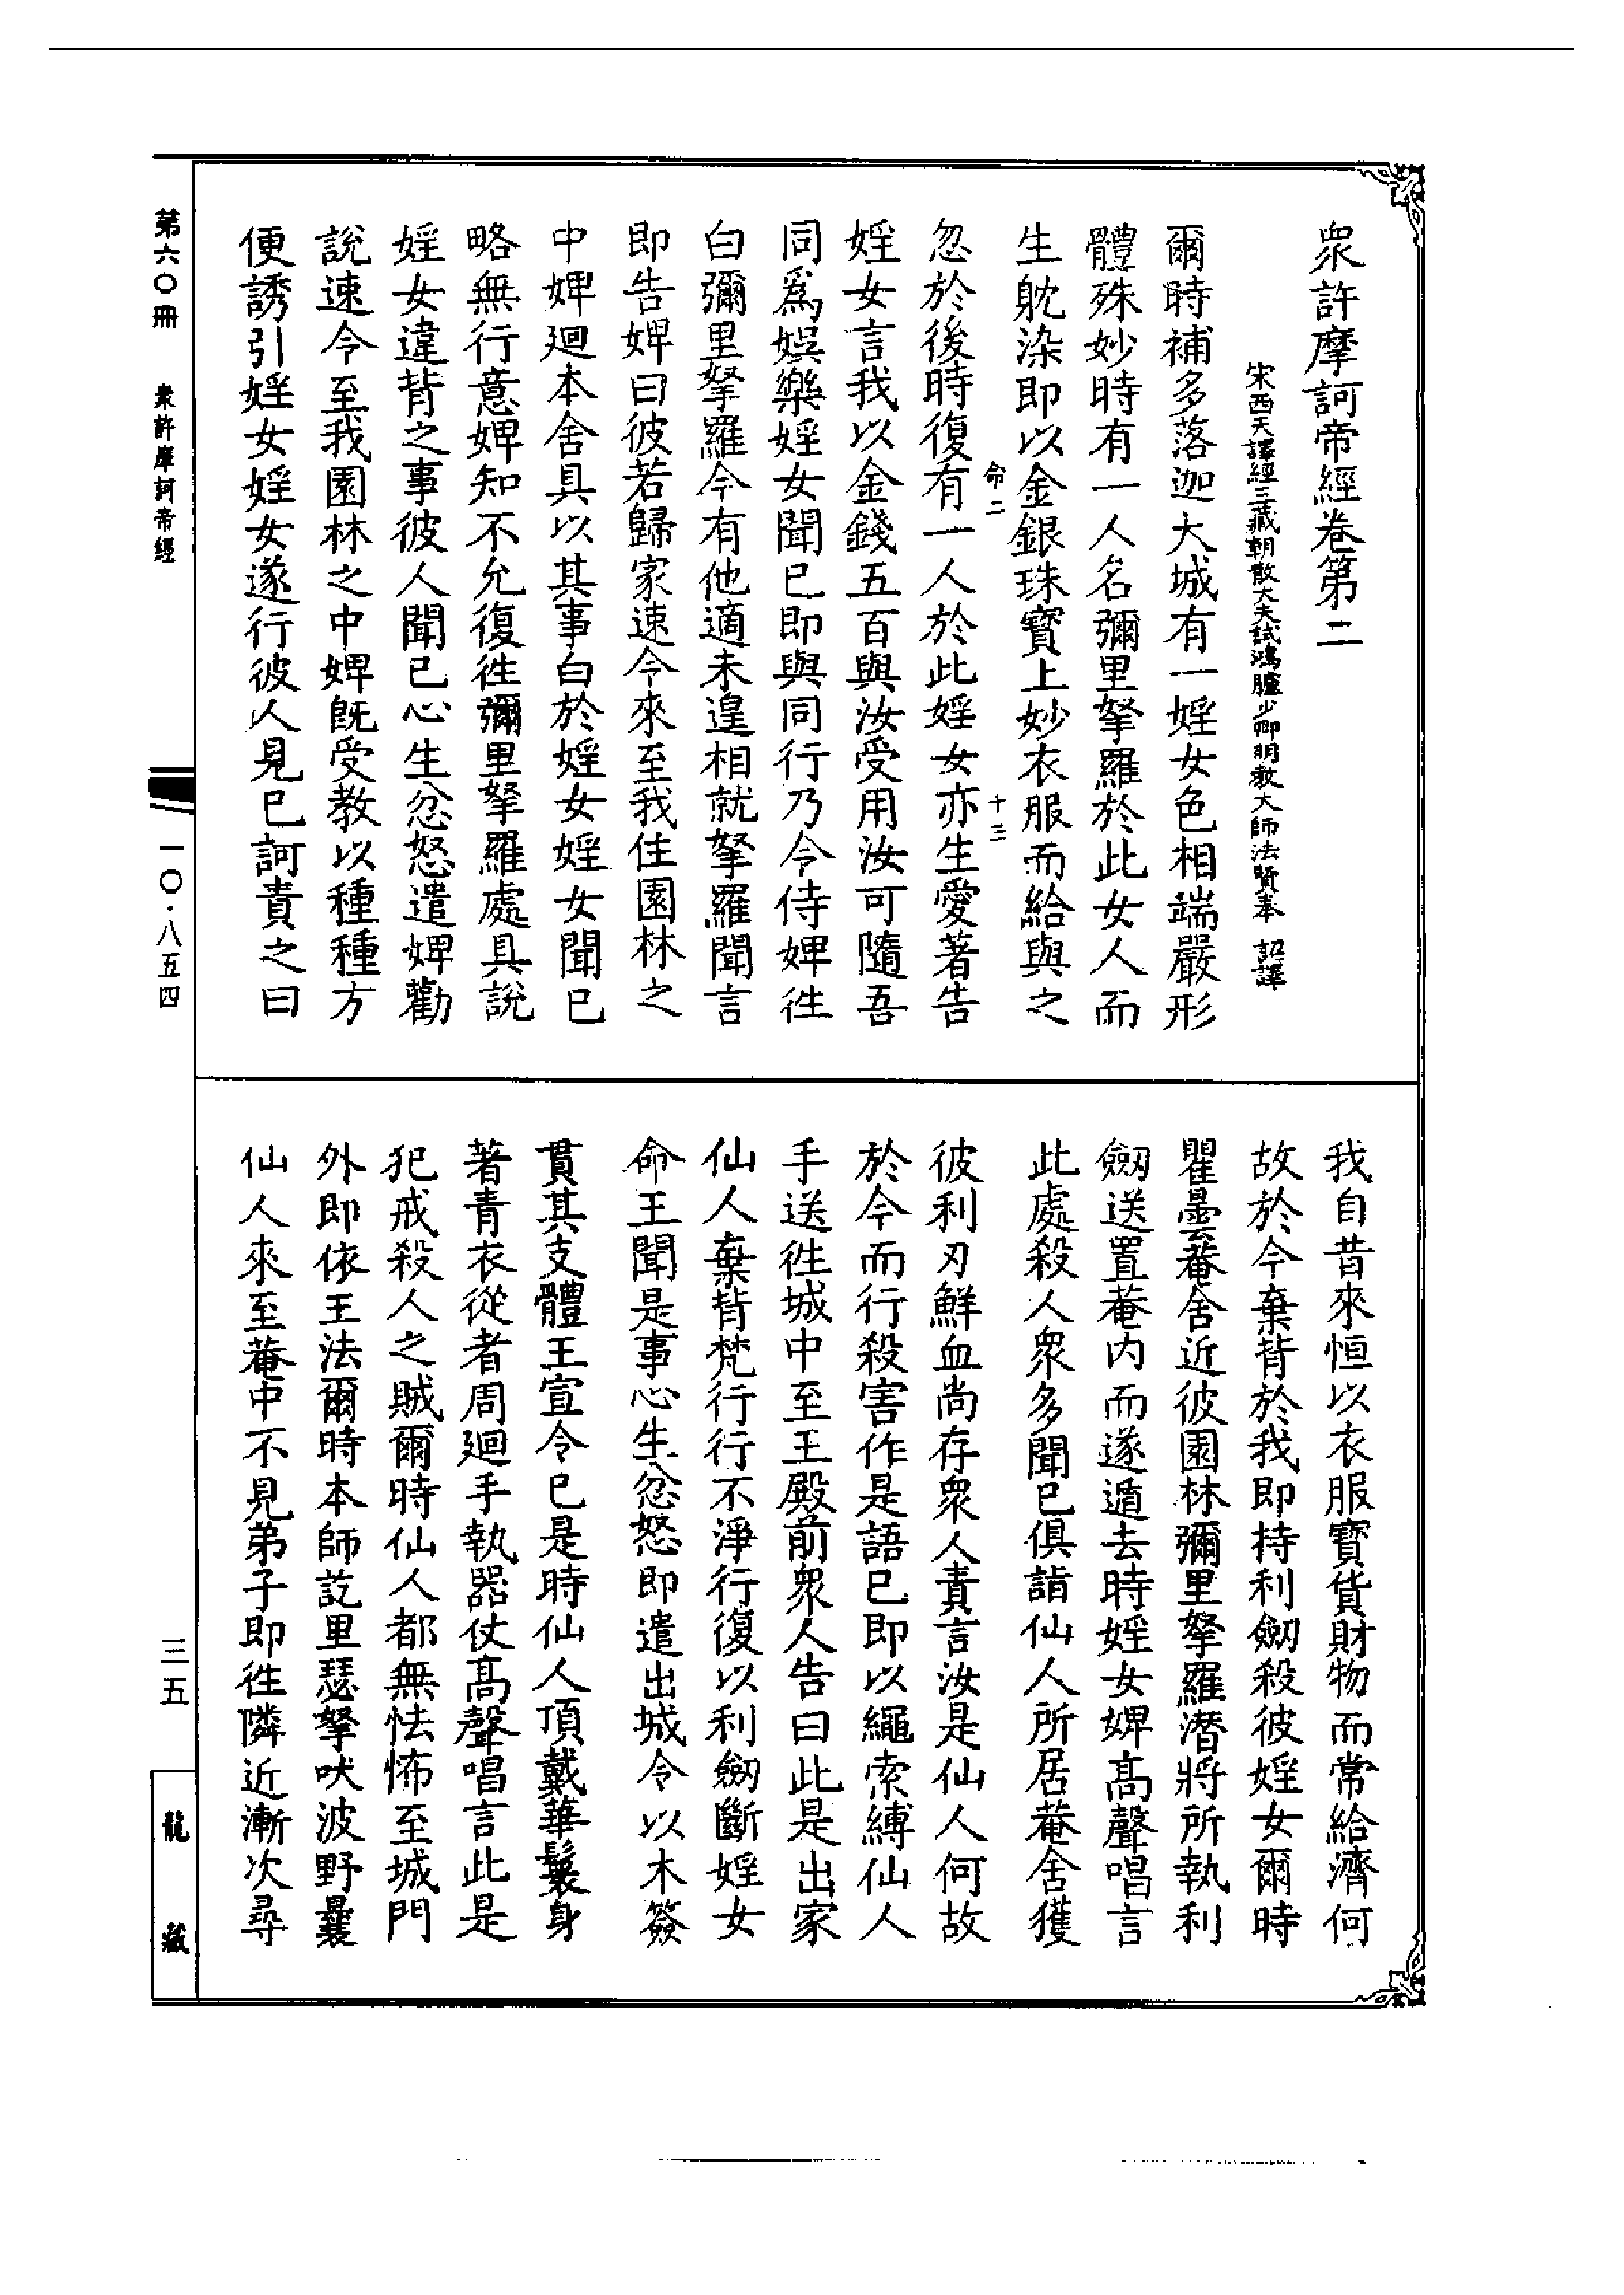 衆許摩訶帝經卷第二
宋西天譯經三藏朝散大夫試鴻臚少卿明教大師法賢奉 詔譯
爾時補多落迦大城有一婬女色相端嚴形
體殊妙時有一人名彌里拏羅於此女人而
生躭染即以金銀珠寳上妙衣服而給與之
命二 十三
忽於後時復有一人於此婬女亦生愛著告
婬女言我以金錢五百與汝受用汝可隨吾
同爲娛樂婬女聞已即與同行乃令侍婢徃
白彌里拏羅今有他適未遑相就拏羅聞言
即告婢曰彼若歸家速令來至我住園林之
中婢廻本舍具以其事白於婬女婬女聞已
略無行意婢知不允復徃彌里拏羅處具說
婬女違背之事彼人聞已心生忿怒遣婢勸
說速令至我園林之中婢旣受教以種種方
便誘引婬女婬女遂行彼人見已訶責之曰
我自昔來恒以衣服寳貨財物而常給濟何
故於今棄背於我即持利劒殺彼婬女爾時
瞿曇菴舍近彼園林彌里拏羅潜將所執利
劒送置菴內而遂遁去時婬女婢髙聲唱言
此處殺人衆多聞已俱詣仙人所居菴舍獲
彼利刃鮮血尚存衆人責言汝是仙人何故
於今而行殺害作是語已即以繩索縛仙人
手送徃城中至王殿前衆人告曰此是出家
仙人棄背梵行行不淨行復以利劒斷婬女
命王聞是事心生忿怒即遣出城令以木簽
貫其支體王宣令已是時仙人頂戴華鬘身
著青衣從者周廻手執器仗髙聲唱言此是
犯戒殺人之賊爾時仙人都無怯怖至城門
外即依王法爾時本師訖里瑟拏吠波野曩
仙人來至菴中不見弟子即徃隣近漸次尋
第六〇冊 衆許摩訶帝經
一〇·八五四
三五
龍藏